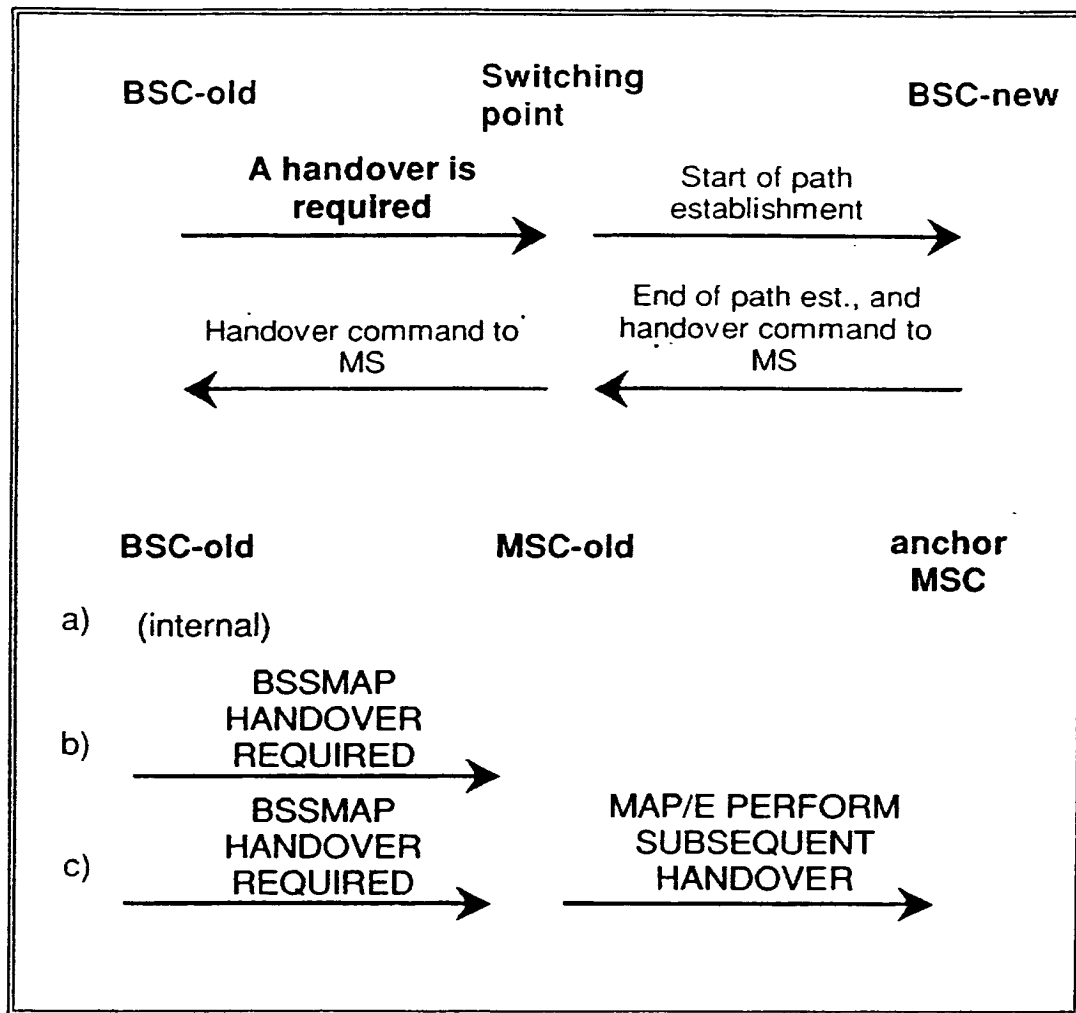 BSC-old
Switching
point
BSC-new
A handover is
required
Start of path
establishment
Handover command to
MS
End of path est., and
handover command to
MS
BSC-old
MSC-old
anchor
MSC
a) (internal)
b)
BSSMAP
HANDOVER
REQUIRED
c)
BSSMAP
HANDOVER
REQUIRED
MAP/E PERFORM
SUBSEQUENT
HANDOVER